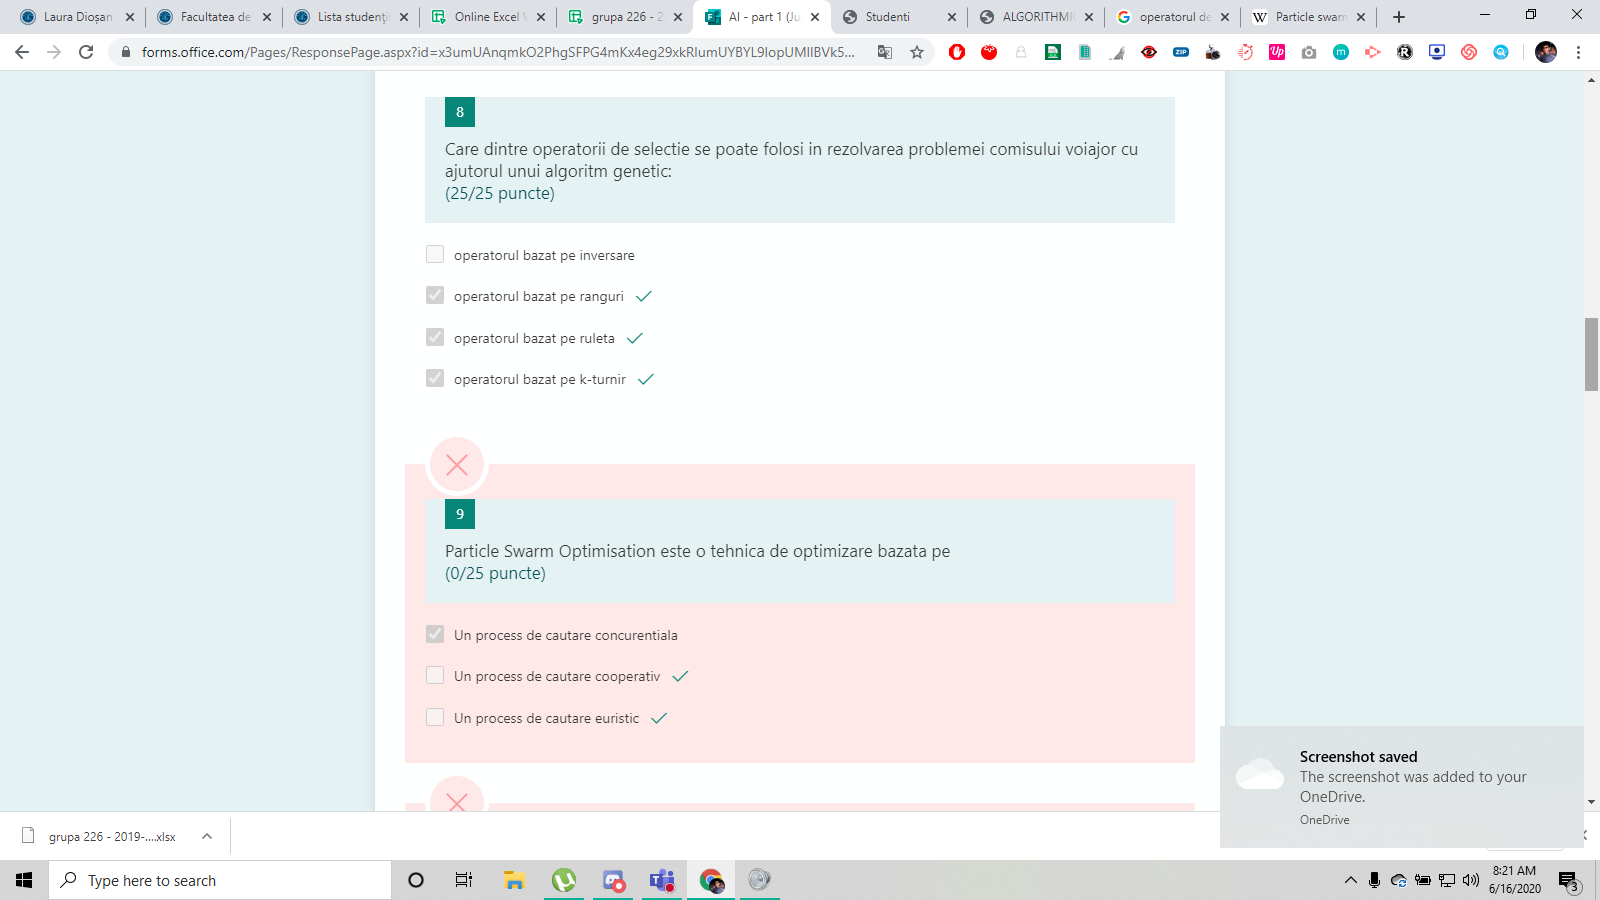 Laura Dioșan
Facultatea de
Lista studenți
Online Excel V
grupa 226 - 2
AI - part 1 (Ju
Studenti
ALGORITHMI
operatorul de
Particle swarm
forms.office.com/Pages/ResponsePage.aspx?id=x3umUAnqmkO2PhgSFPG4mKx4eg29xkRIumUYBYL9IopUMllBVk5...
8
Care dintre operatorii de selectie se poate folosi in rezolvarea problemei comisului voiajor cu
ajutorul unui algoritm genetic:
(25/25 puncte)
operatorul bazat pe inversare
operatorul bazat pe ranguri
operatorul bazat pe ruleta
operatorul bazat pe k-turnir
9
Particle Swarm Optimisation este o tehnica de optimizare bazata pe
(0/25 puncte)
Un process de cautare concurentiala
Un process de cautare cooperativ
Un process de cautare euristic
Screenshot saved
The screenshot was added to your
OneDrive.
OneDrive
grupa 226 - 2019-....xlsx
Type here to search
8:21 AM
6/16/2020
3